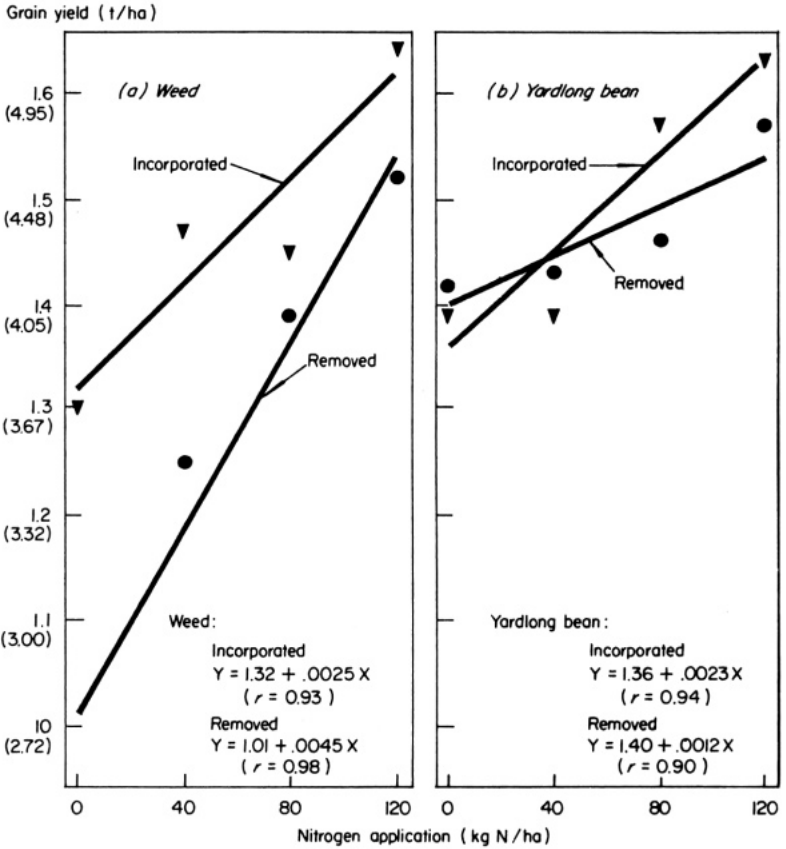 Grain yield (t/ha)
(a) Weed
(b) Yardlong bean
1.6
(4.95)
Incorporated
Incorporated
1.5
(4.48)
Removed
1.4
(4.05)
Removed
1.3
(3.67)
1.2
(3.32)
1.1
(3.00)
Weed:
Incorporated
Y = 1.32 + .0025 X
(r = 0.93)
Removed
Y = 1.01 + .0045 X
(r = 0.98)
Yardlong bean:
Incorporated
Y = 1.36 + .0023 X
(r = 0.94)
Removed
Y = 1.40 + .0012 X
(r = 0.90)
1.0
(2.72)
0 40 80 120
0 40 80 120
Nitrogen application (kg N/ha)